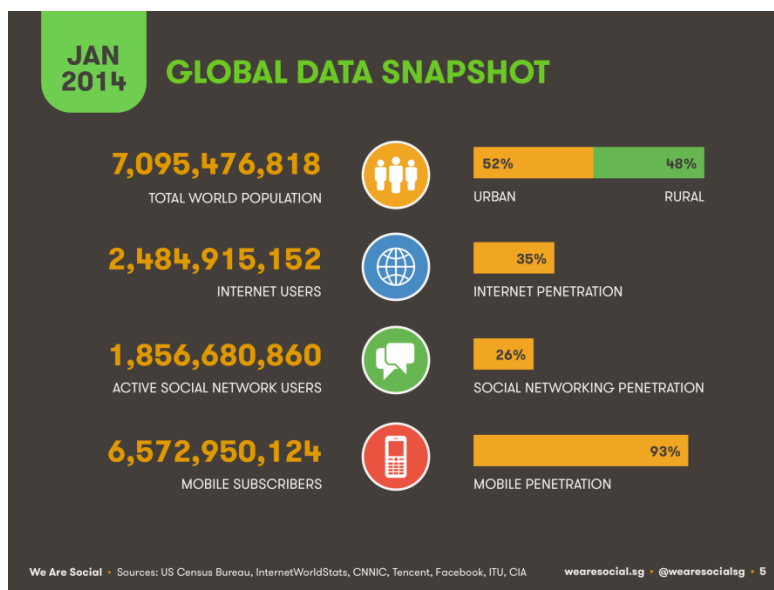 JAN
2014
GLOBAL DATA SNAPSHOT
7,095,476,818
TOTAL WORLD POPULATION
52%
48%
URBAN
RURAL
2,484,915,152
INTERNET USERS
35%
INTERNET PENETRATION
1,856,680,860
ACTIVE SOCIAL NETWORK USERS
26%
SOCIAL NETWORKING PENETRATION
6,572,950,124
MOBILE SUBSCRIBERS
93%
MOBILE PENETRATION
We Are Social • Sources: US Census Bureau, InternetWorldStats, CNNIC, Tencent, Facebook, ITU, CIA
wearesocial.sg • @wearesocialsg • 5